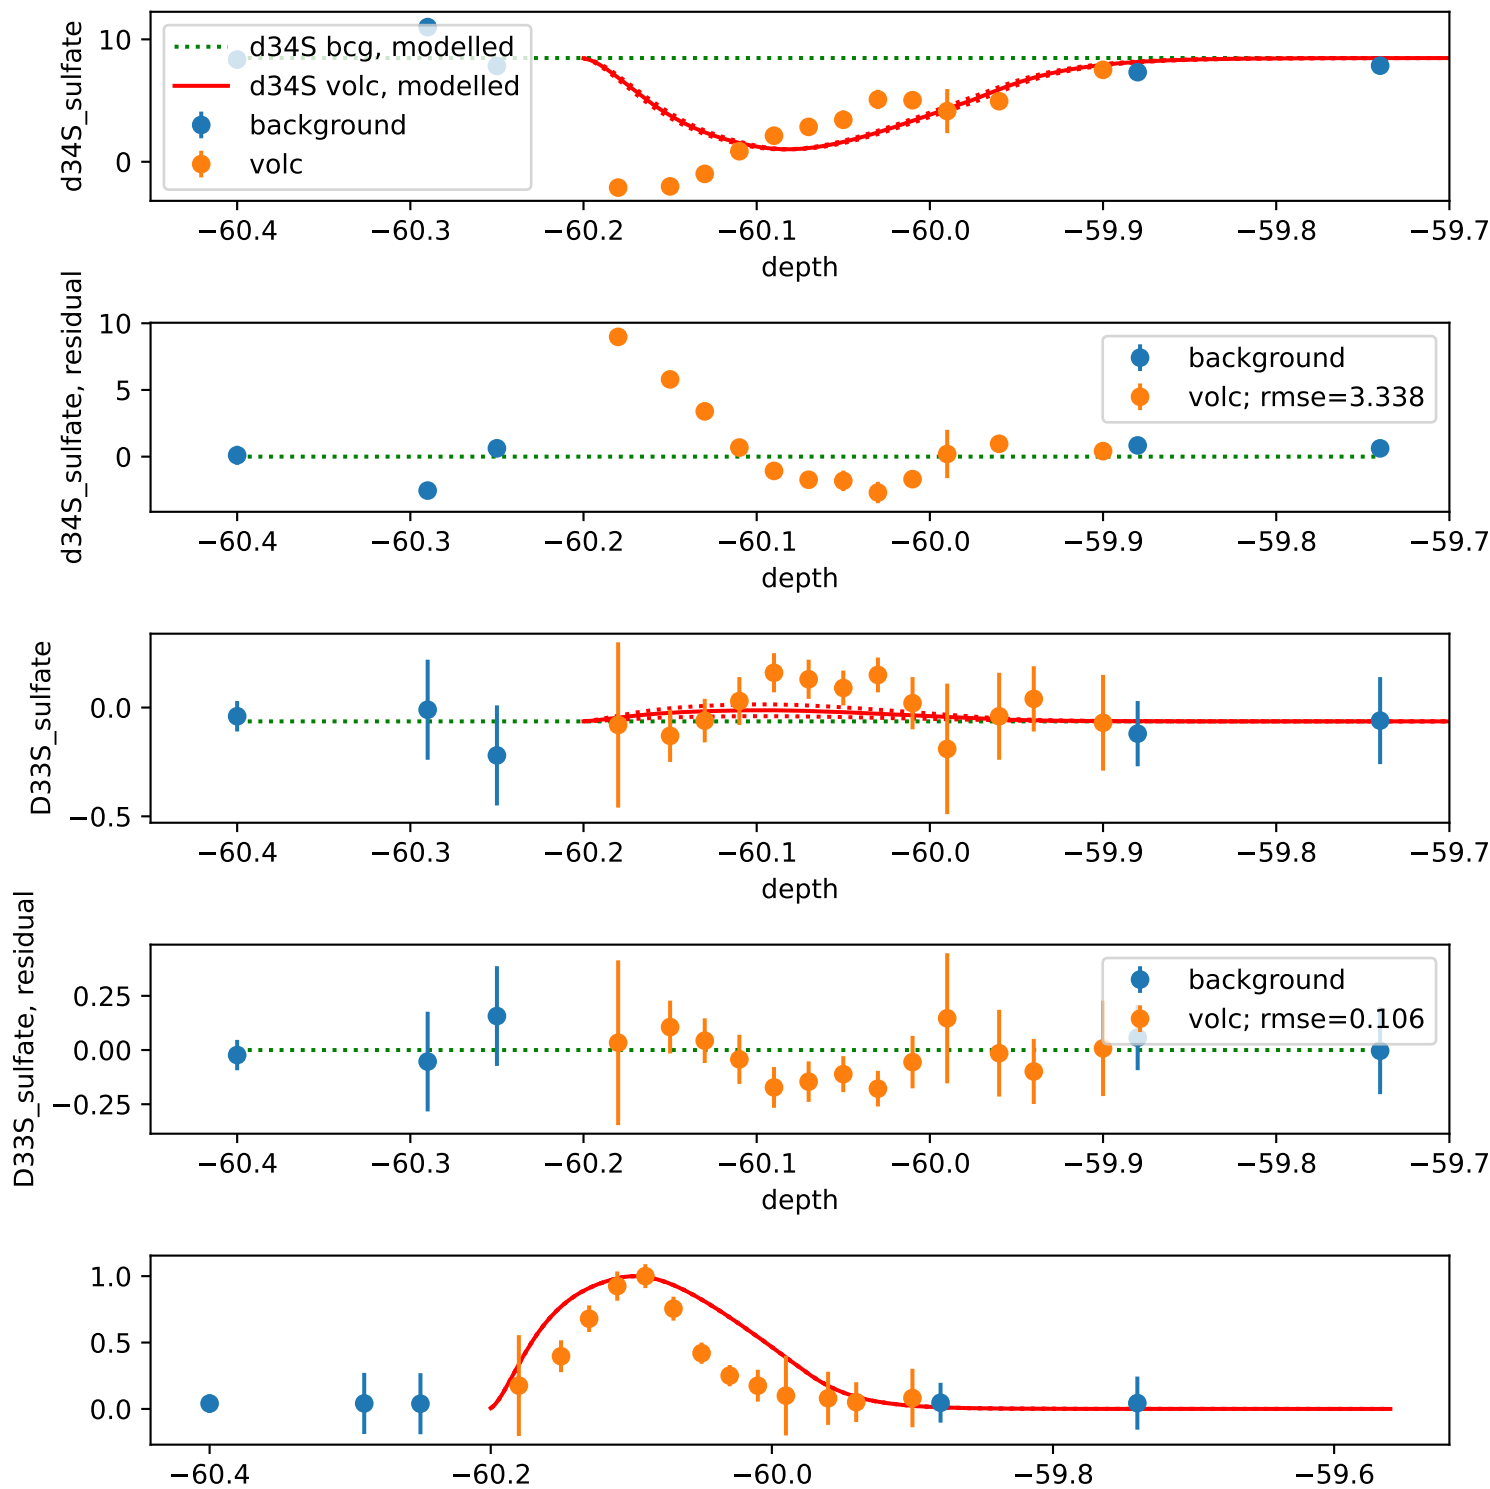 d34S_sulfate
10
0
d34S bcg, modelled
d34S volc, modelled
background
volc
−60.4 −60.3 −60.2 −60.1 −60.0 −59.9 −59.8 −59.7
depth
d34S_sulfate, residual
10
5
0
background
volc; rmse=3.338
−60.4 −60.3 −60.2 −60.1 −60.0 −59.9 −59.8 −59.7
depth
D33S_sulfate
0.0
−0.5
−60.4 −60.3 −60.2 −60.1 −60.0 −59.9 −59.8 −59.7
depth
D33S_sulfate, residual
0.25
0.00
−0.25
background
volc; rmse=0.106
−60.4 −60.3 −60.2 −60.1 −60.0 −59.9 −59.8 −59.7
depth
1.0
0.5
0.0
−60.4 −60.2 −60.0 −59.8 −59.6